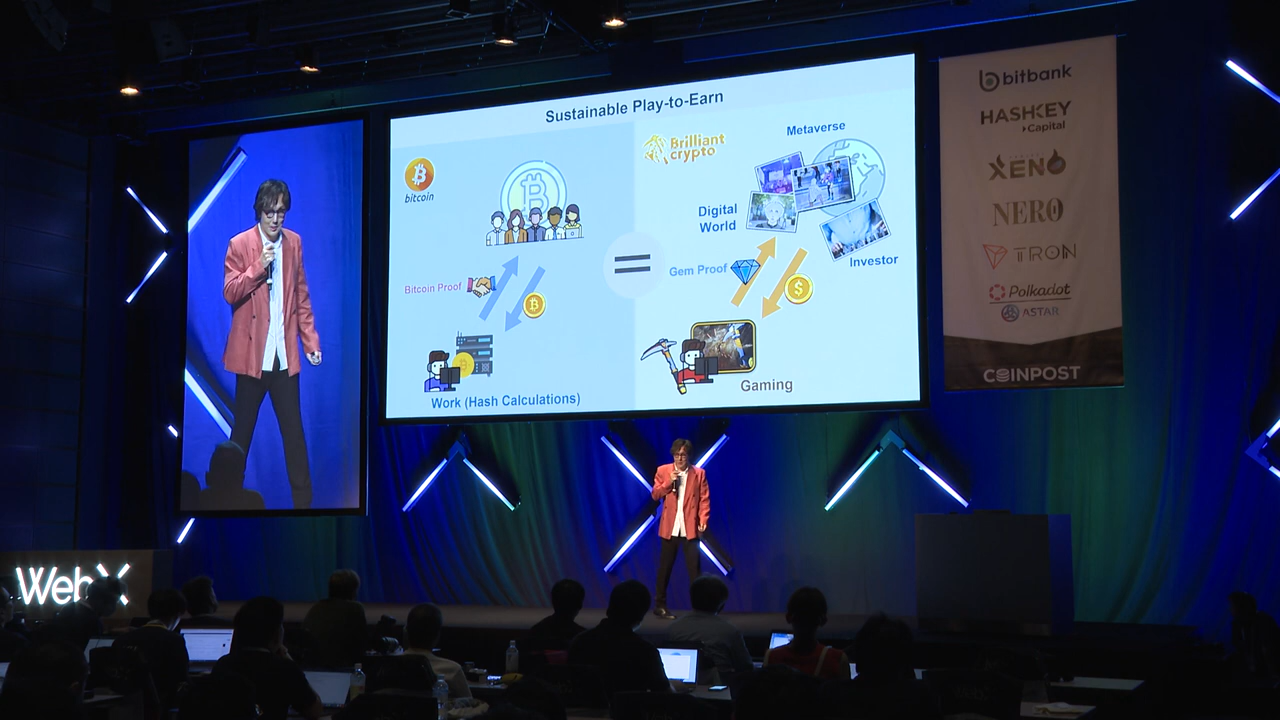 Sustainable Play-to-Earn
bitcoin
Bitcoin Proof
Work (Hash Calculations)
Brilliant
crypto
Metaverse
Digital
World
Investor
Gem Proof
Gaming
bitbank
HASHKEY
Capital
XENO
NERO
TRON
Polkadot
ASTAR
COINPOST
WebX